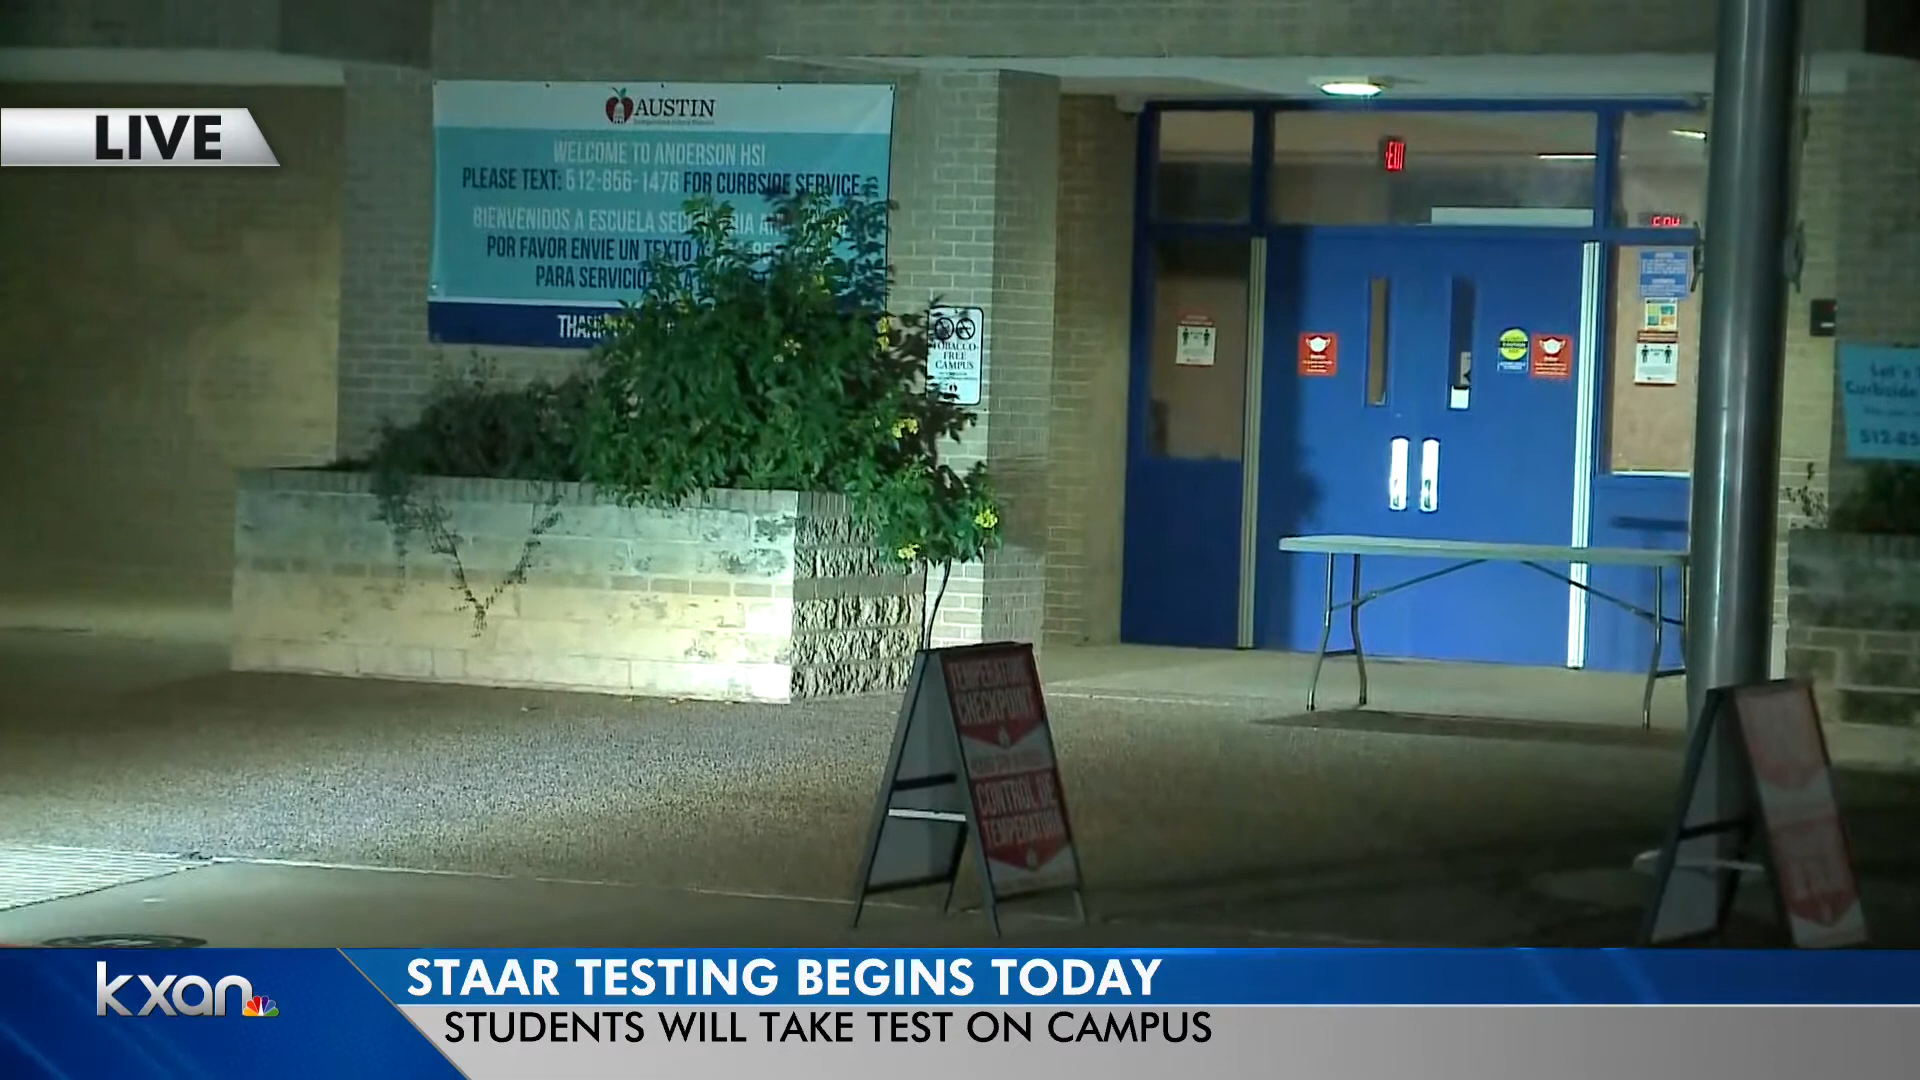 LIVE
AUSTIN
WELCOME TO ANDERSON HS!
PLEASE TEXT: 512-856-1476 FOR CURBSIDE SERVICE
BIENVENIDOS A ESCUELA
POR FAVOR ENVIE UN TEXTO A
PARA SERVICIO
EXIT
TOBACCO-
FREE
CAMPUS
CAUTION
Curbside
TEMPERATURE
CHECKPOINT
CONTROL DE
TEMPERATURA
kxan
STAAR TESTING BEGINS TODAY
STUDENTS WILL TAKE TEST ON CAMPUS